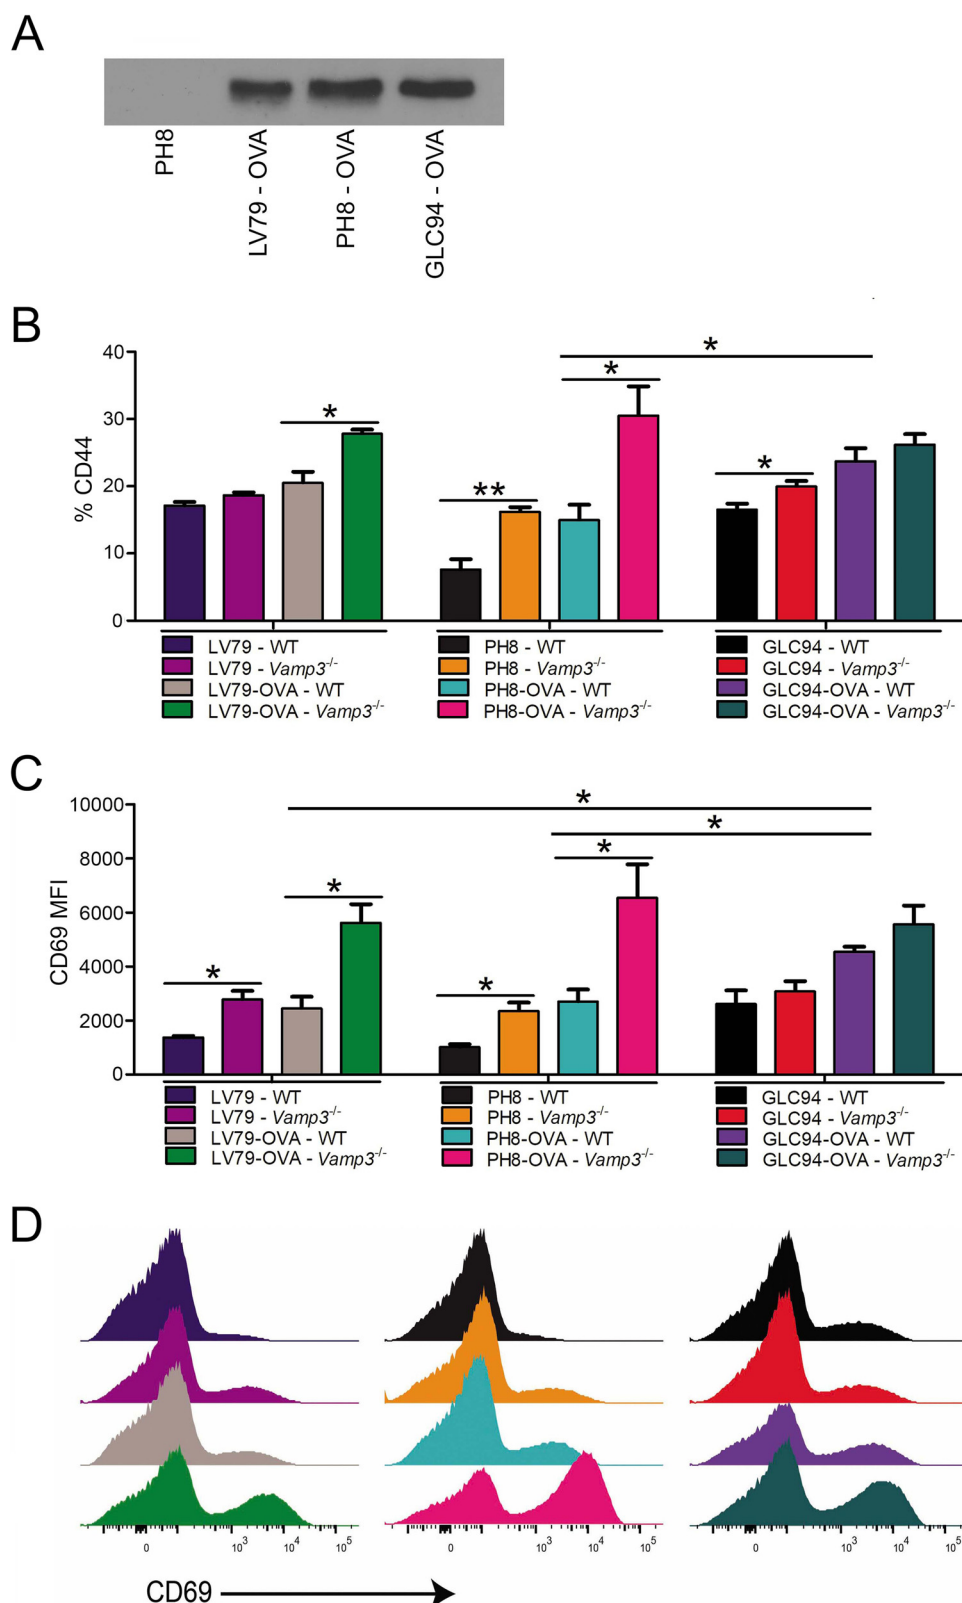 A
PH8
LV79 - OVA
PH8 - OVA
GLC94 - OVA
B
% CD44
40
30
20
10
0
*
**
*
*
*
LV79 - WT
LV79 - Vamp3-/-
LV79-OVA - WT
LV79-OVA - Vamp3-/-
PH8 - WT
PH8 - Vamp3-/-
PH8-OVA - WT
PH8-OVA - Vamp3-/-
GLC94 - WT
GLC94 - Vamp3-/-
GLC94-OVA - WT
GLC94-OVA - Vamp3-/-
C
CD69 MFI
10000
8000
6000
4000
2000
0
*
*
*
*
*
*
LV79 - WT
LV79 - Vamp3-/-
LV79-OVA - WT
LV79-OVA - Vamp3-/-
PH8 - WT
PH8 - Vamp3-/-
PH8-OVA - WT
PH8-OVA - Vamp3-/-
GLC94 - WT
GLC94 - Vamp3-/-
GLC94-OVA - WT
GLC94-OVA - Vamp3-/-
D
0 10³ 10⁴ 10⁵
0 10³ 10⁴ 10⁵
0 10³ 10⁴ 10⁵
CD69